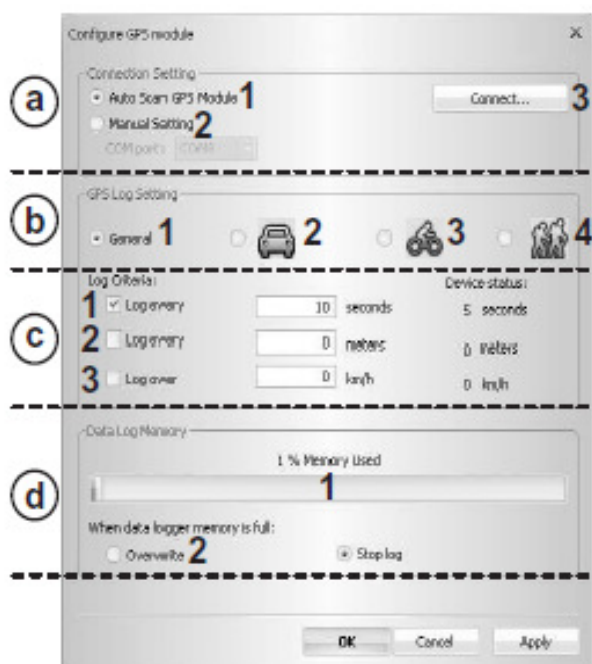 Configure GPS module X
Connection Setting
a
Auto Scan GPS Module 1 Connect... 3
Manual Setting 2
COM port:
GPS Log Setting
b
General 1 2 3 4
Log Criteria: Device status:
1 Log every 10 seconds 5 seconds
c
2 Log every 0 meters 0 meters
3 Log over 0 km/h 0 km/h
Data Log Memory
1 % Memory Used
d
1
When data logger memory is full:
Overwrite 2 Stop log
OK Cancel Apply